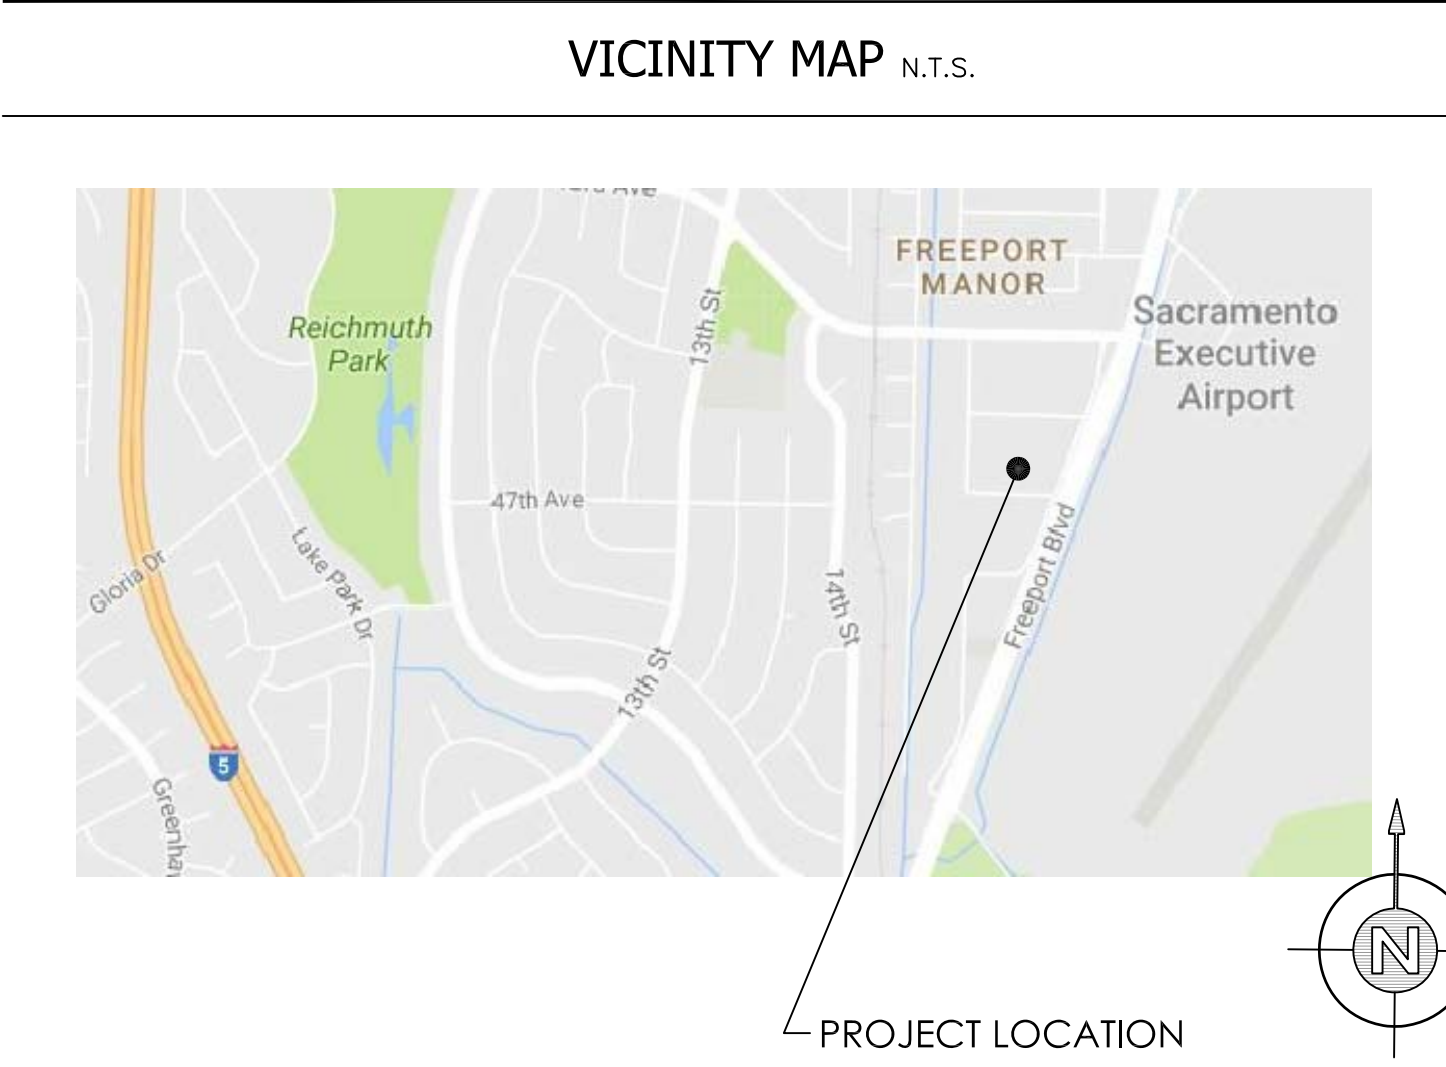 VICINITY MAP N.T.S.
FREEPORT
MANOR
Sacramento
Executive
Airport
Reichmuth
Park
13th St
47th Ave
Gloria Dr
Lake Park Dr
14th St
Freeport Blvd
13th St
5
N
PROJECT LOCATION